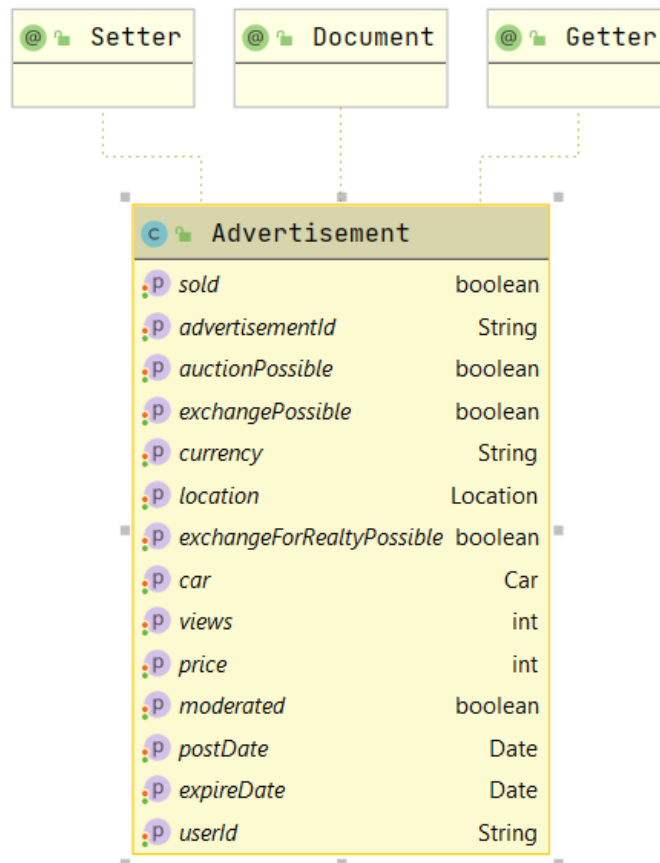 @ Setter
@ Document
@ Getter
C Advertisement
p sold boolean
p advertisementId String
p auctionPossible boolean
p exchangePossible boolean
p currency String
p location Location
p exchangeForRealtyPossible boolean
p car Car
p views int
p price int
p moderated boolean
p postDate Date
p expireDate Date
p userId String